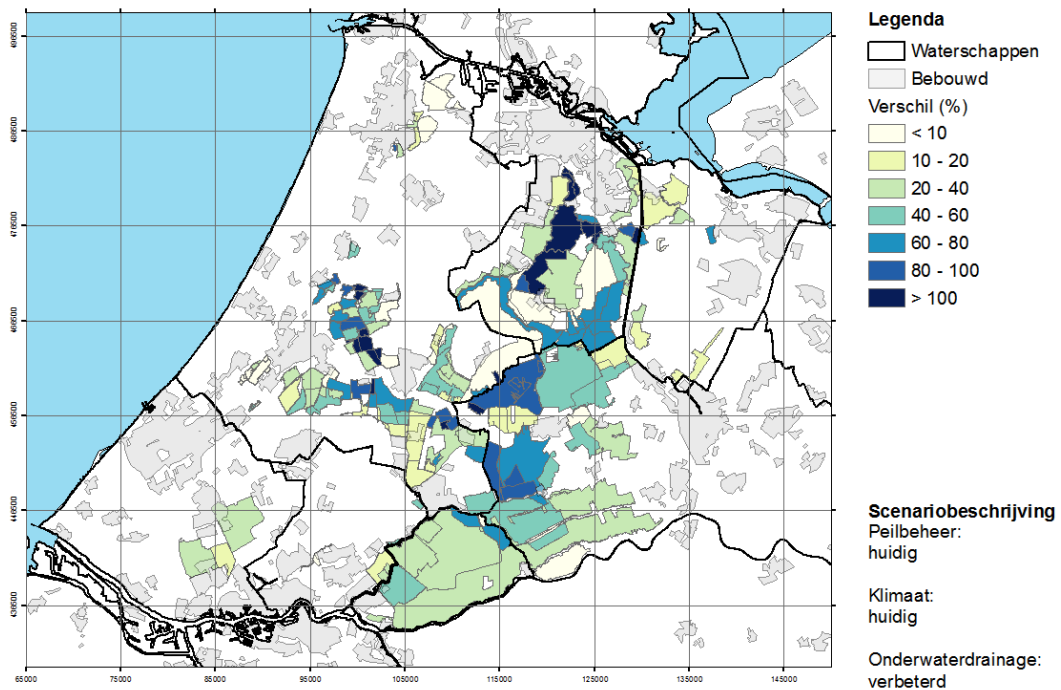 Legenda
Waterschappen
Bebouwd
Verschil (%)
< 10
10 - 20
20 - 40
40 - 60
60 - 80
80 - 100
> 100
Scenariobeschrijving
Peilbeheer:
huidig
Klimaat:
huidig
Onderwaterdrainage:
verbeterd
65000 75000 85000 95000 105000 115000 125000 135000 145000